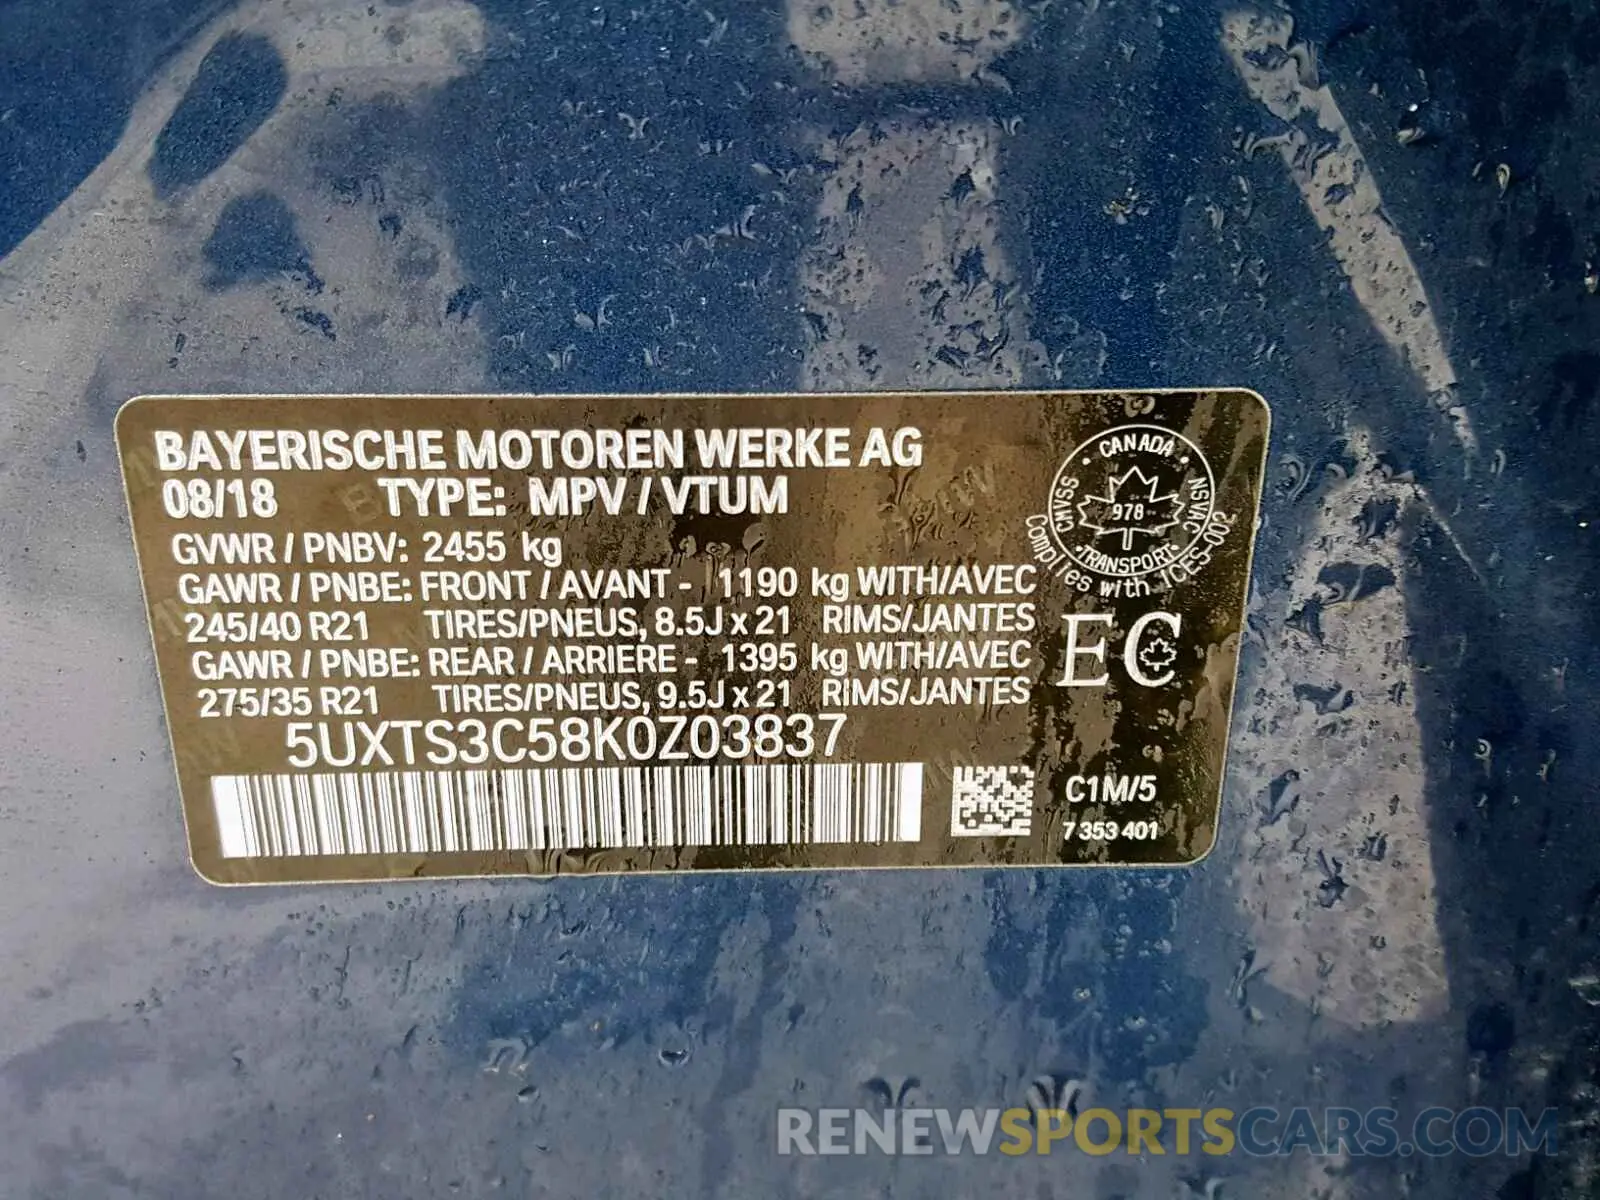 BAYERISCHE MOTOREN WERKE AG
08/18 TYPE: MPV / VTUM
GVWR / PNBV: 2455 kg
GAWR / PNBE: FRONT / AVANT - 1190 kg WITH/AVEC
245/40 R21 TIRES/PNEUS, 8.5J x 21 RIMS/JANTES
GAWR / PNBE: REAR / ARRIERE - 1395 kg WITH/AVEC
275/35 R21 TIRES/PNEUS, 9.5J x 21 RIMS/JANTES
5UXTS3C58K0Z03837
CANADA
CMVSS
978
NSVAC
TRANSPORT
Complies with ICES-002
EC
C1M/5
7 353 401
RENEWSPORTSCARS.COM